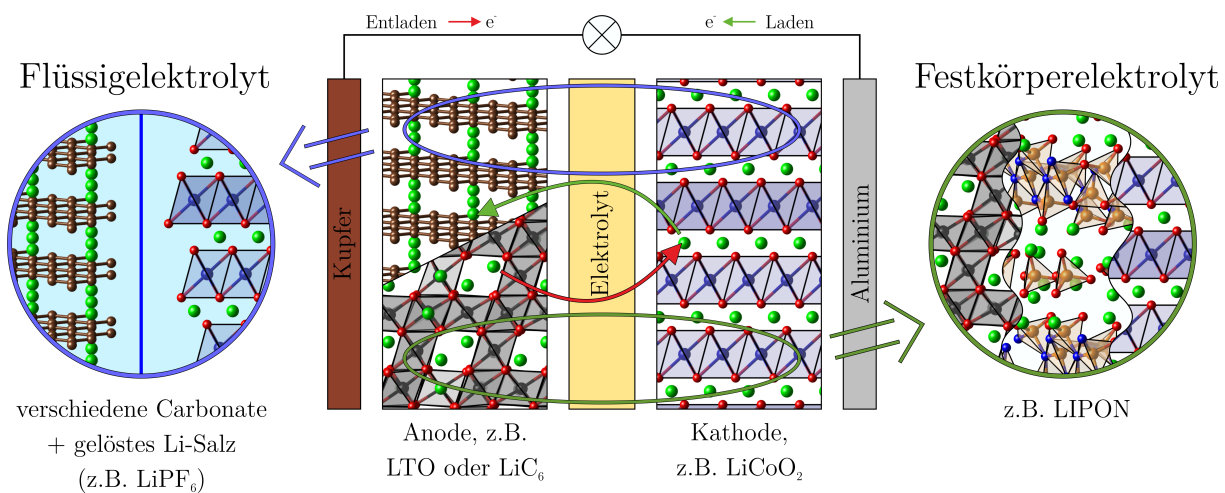 Entladen e⁻
e⁻ Laden
Flüssigelektrolyt
Festkörperelektrolyt
Kupfer
Elektrolyt
Aluminium
verschiedene Carbonate
+ gelöstes Li-Salz
(z.B. LiPF₆)
Anode, z.B.
LTO oder LiC₆
Kathode,
z.B. LiCoO₂
z.B. LIPON